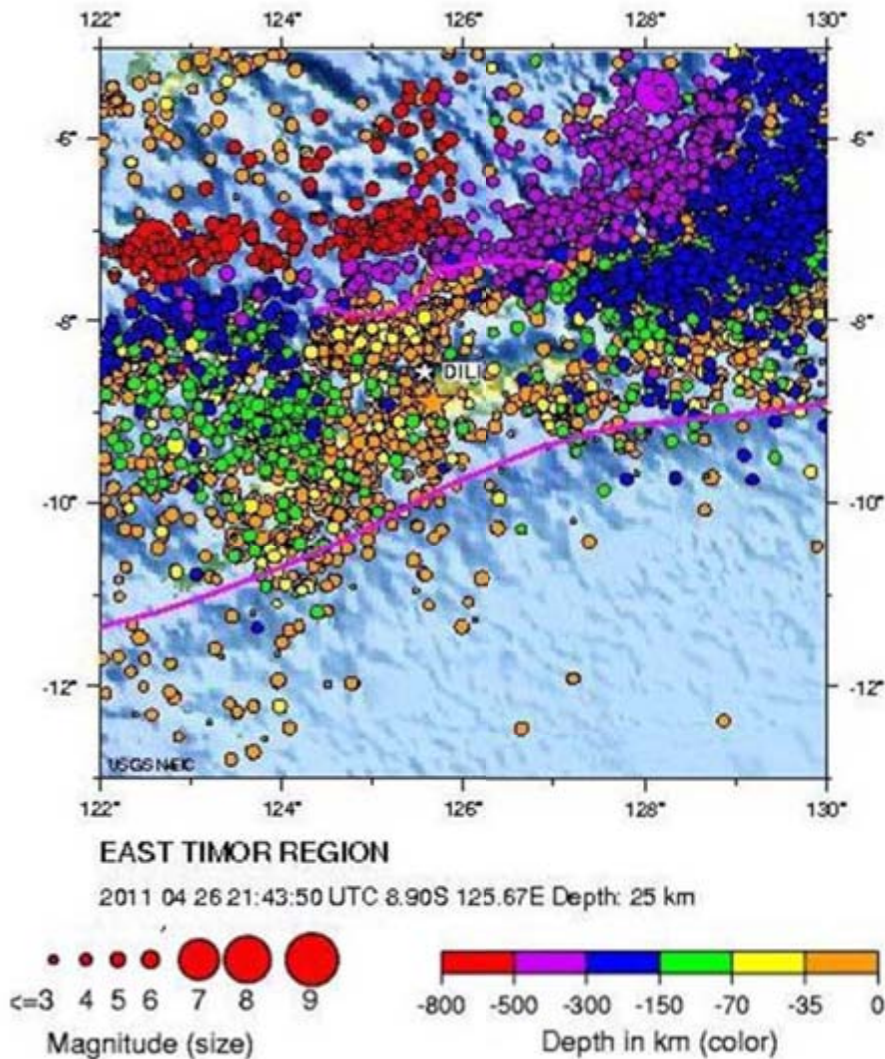 122° 124° 126° 128° 130°
-6°
-6°
-8°
-8°
DILI
-10°
-10°
-12°
-12°
USGS NEIC
122° 124° 126° 128° 130°
EAST TIMOR REGION
2011 04 26 21:43:50 UTC 8.90S 125.67E Depth: 25 km
<=3 4 5 6 7 8 9
-800 -500 -300 -150 -70 -35 0
Magnitude (size)
Depth in km (color)